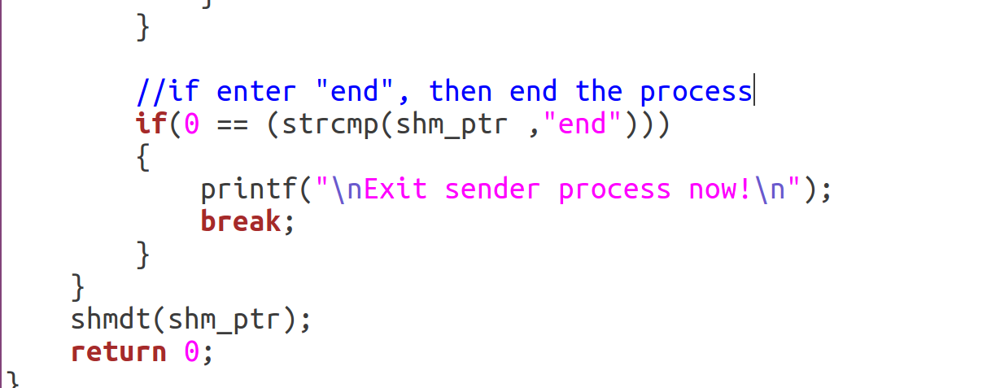 }
}
//if enter "end", then end the process
if(0 == (strcmp(shm_ptr ,"end")))
{
printf("\nExit sender process now!\n");
break;
}
}
shmdt(shm_ptr);
return 0;
}